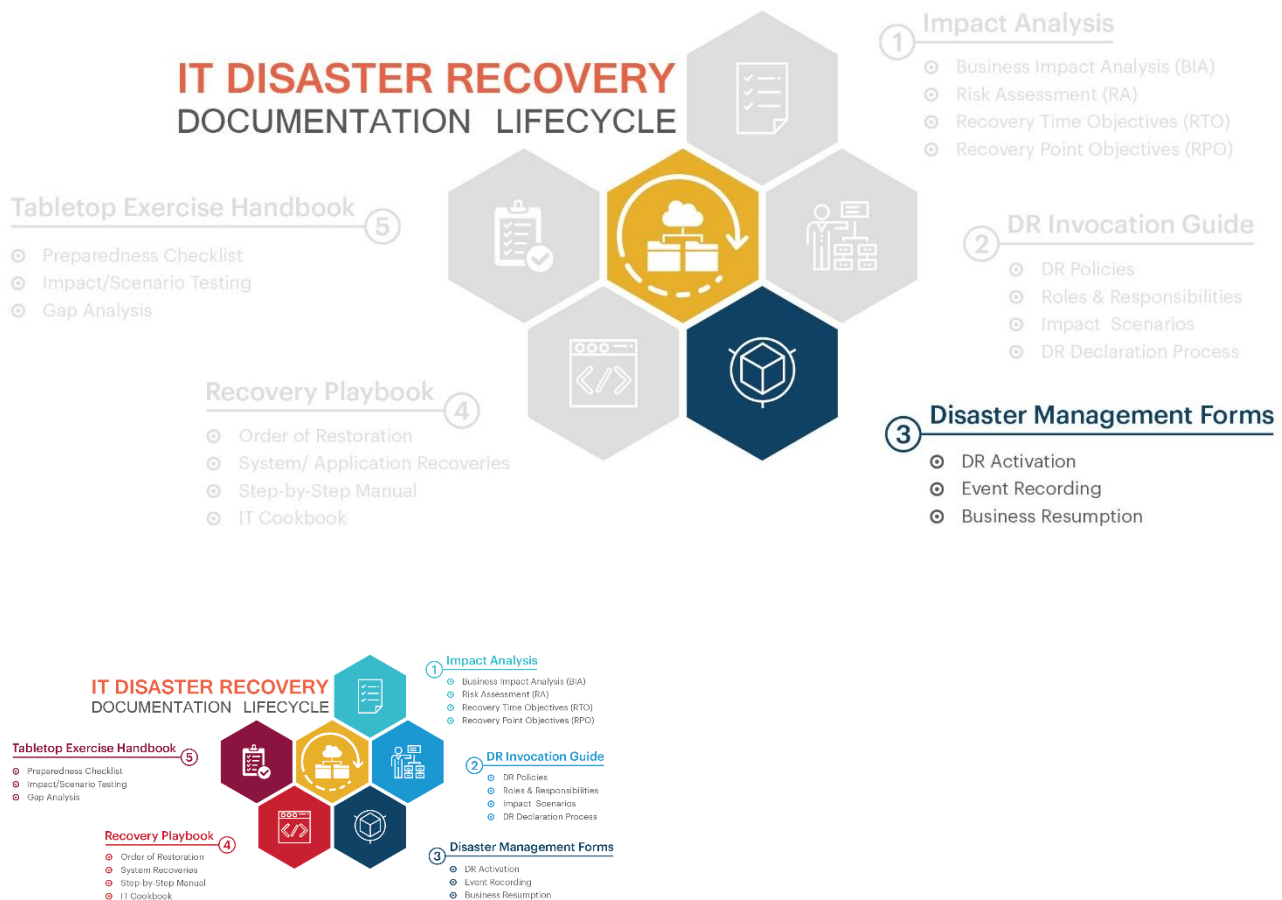 IT DISASTER RECOVERY
DOCUMENTATION LIFECYCLE
1
Impact Analysis
Business Impact Analysis (BIA)
Risk Assessment (RA)
Recovery Time Objectives (RTO)
Recovery Point Objectives (RPO)
2
DR Invocation Guide
DR Policies
Roles & Responsibilities
Impact Scenarios
DR Declaration Process
3
Disaster Management Forms
DR Activation
Event Recording
Business Resumption
Recovery Playbook
4
Order of Restoration
System/ Application Recoveries
Step-by-Step Manual
IT Cookbook
Tabletop Exercise Handbook
5
Preparedness Checklist
Impact/Scenario Testing
Gap Analysis
IT DISASTER RECOVERY
DOCUMENTATION LIFECYCLE
1
Impact Analysis
Business Impact Analysis (BIA)
Risk Assessment (RA)
Recovery Time Objectives (RTO)
Recovery Point Objectives (RPO)
2
DR Invocation Guide
DR Policies
Roles & Responsibilities
Impact Scenarios
DR Declaration Process
3
Disaster Management Forms
DR Activation
Event Recording
Business Resumption
Recovery Playbook
4
Order of Restoration
System Recoveries
Step-by-Step Manual
IT Cookbook
Tabletop Exercise Handbook
5
Preparedness Checklist
Impact/Scenario Testing
Gap Analysis